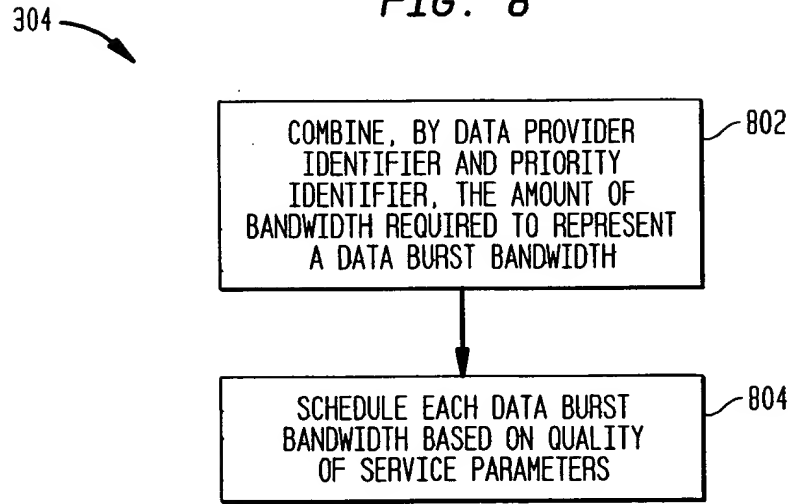 FIG. 8
304
802
COMBINE, BY DATA PROVIDER
IDENTIFIER AND PRIORITY
IDENTIFIER, THE AMOUNT OF
BANDWIDTH REQUIRED TO REPRESENT
A DATA BURST BANDWIDTH
804
SCHEDULE EACH DATA BURST
BANDWIDTH BASED ON QUALITY
OF SERVICE PARAMETERS